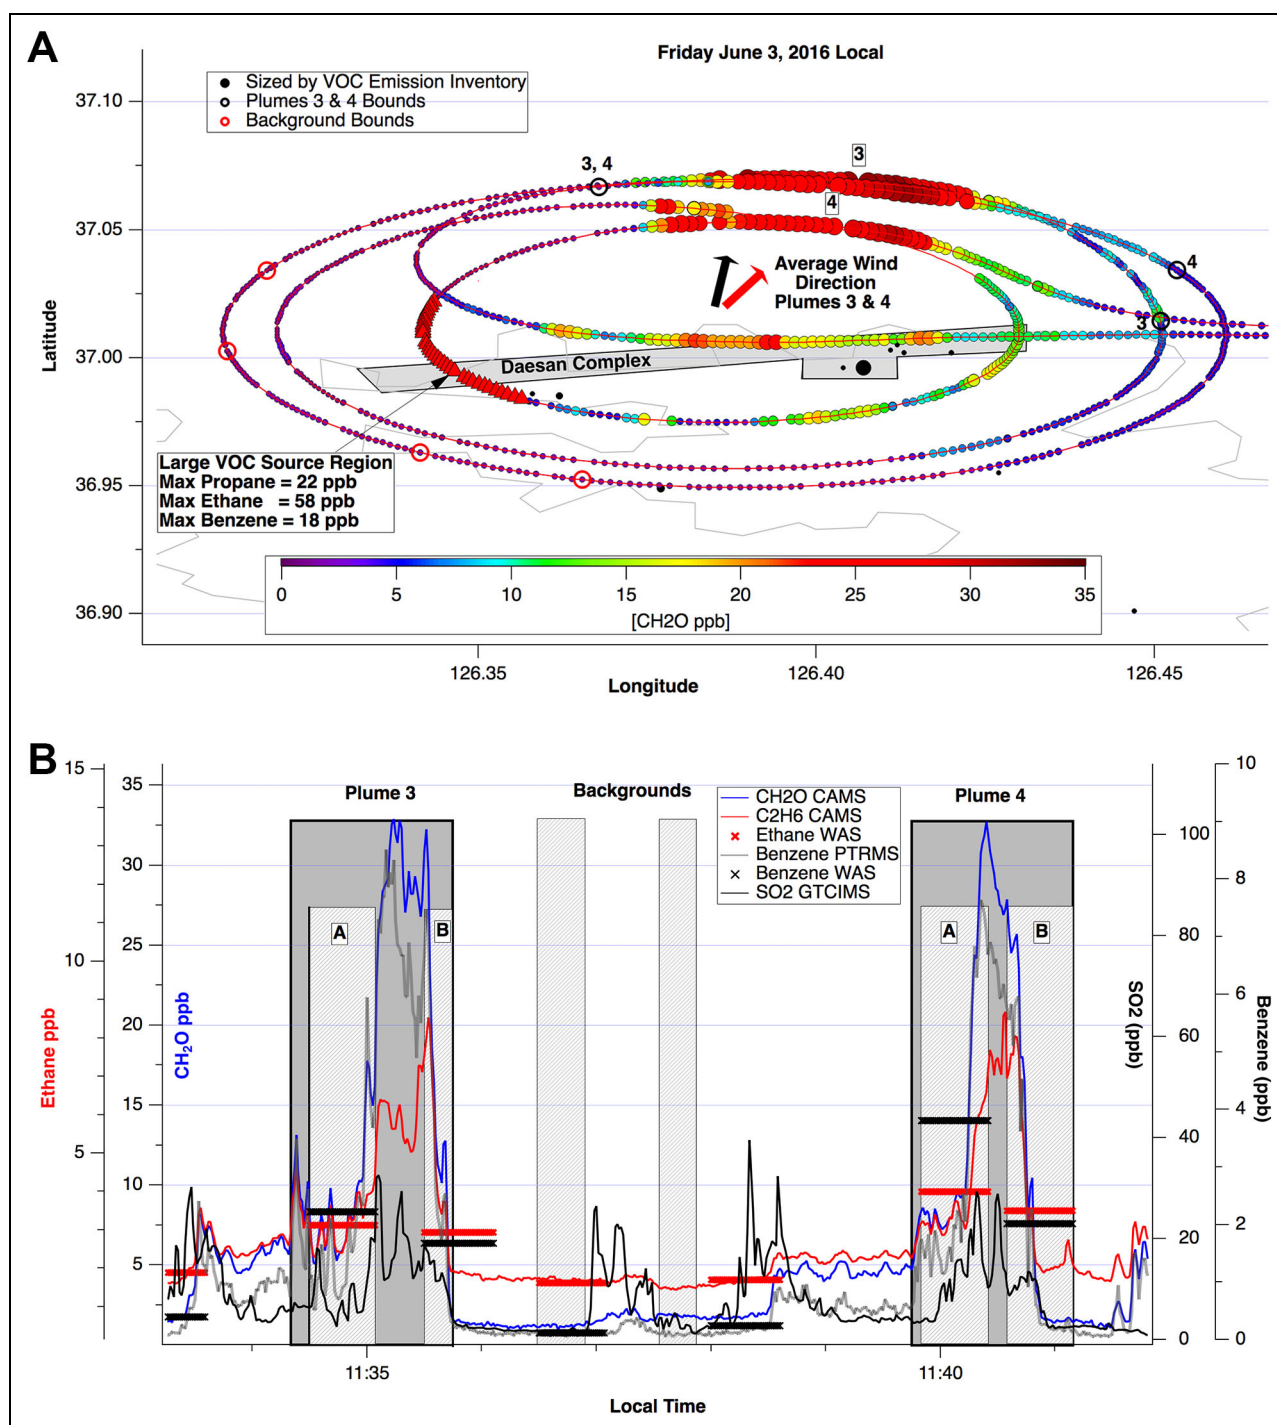 A
Friday June 3, 2016 Local
Sized by VOC Emission Inventory
Plumes 3 & 4 Bounds
Background Bounds
37.10
37.05
37.00
36.95
36.90
Latitude
3, 4
3
4
4
3
Average Wind
Direction
Plumes 3 & 4
Daesan Complex
Large VOC Source Region
Max Propane = 22 ppb
Max Ethane = 58 ppb
Max Benzene = 18 ppb
0 5 10 15 20 25 30 35
[CH2O ppb]
126.35 126.40 126.45
Longitude
B
Plume 3
Backgrounds
Plume 4
CH2O CAMS
C2H6 CAMS
Ethane WAS
Benzene PTRMS
Benzene WAS
SO2 GTCIMS
A
B
A
B
15
10
5
Ethane ppb
35
30
25
20
15
10
5
CH₂O ppb
100
80
60
40
20
0
SO2 (ppb)
10
8
6
4
2
0
Benzene (ppb)
11:35 11:40
Local Time